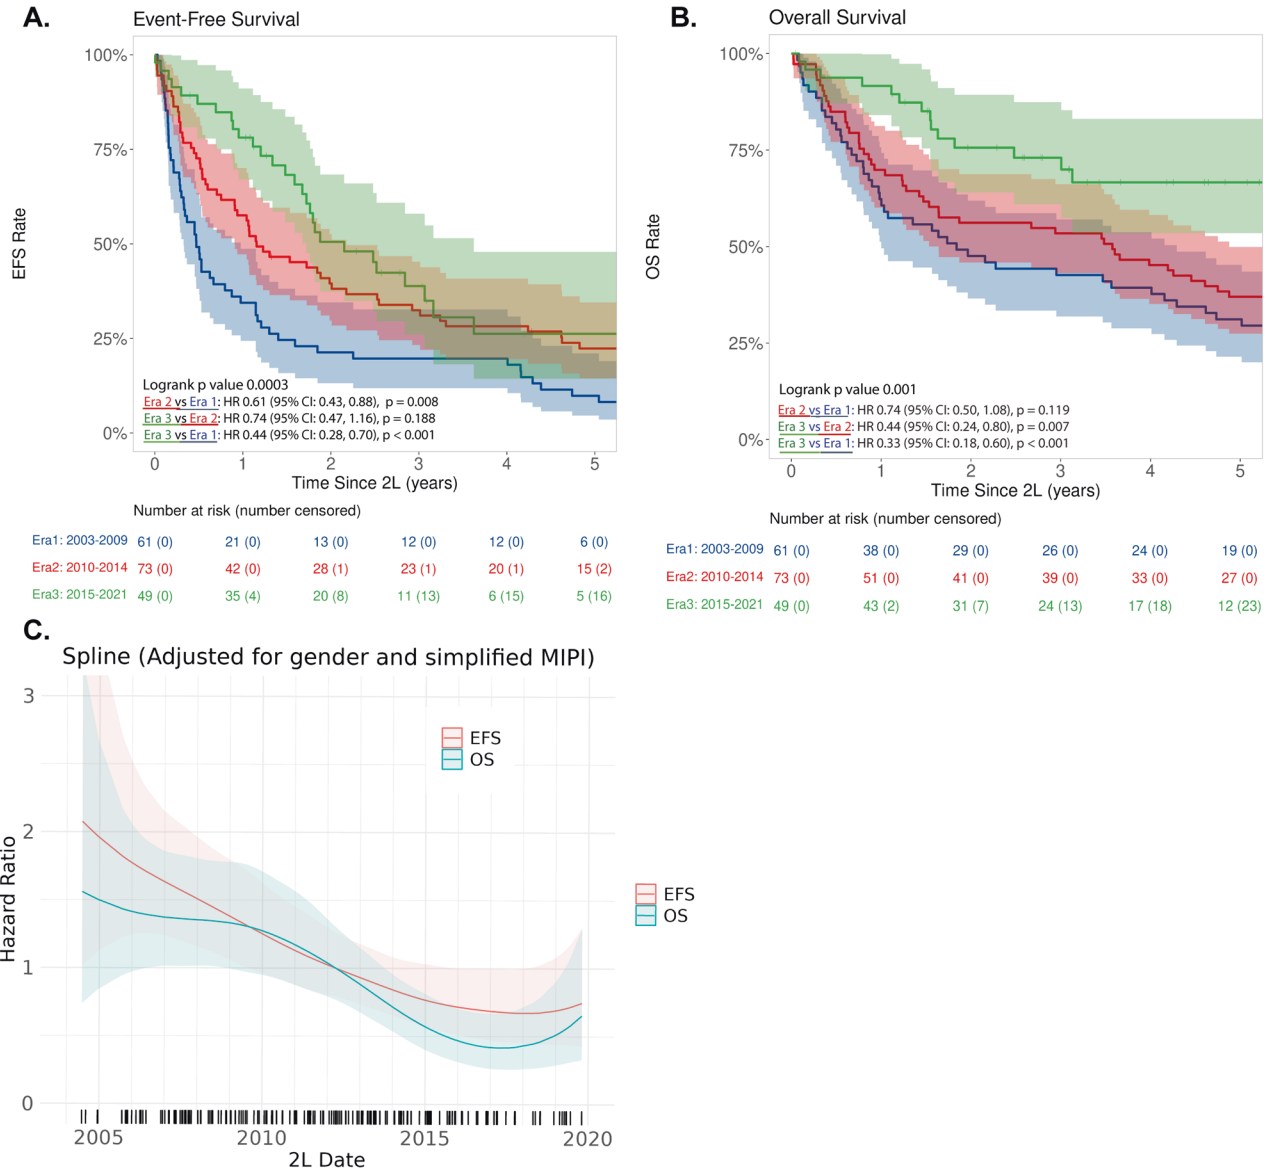 A.
Event-Free Survival
EFS Rate
100%
75%
50%
25%
0%
Logrank p value 0.0003
Era 2 vs Era 1: HR 0.61 (95% CI: 0.43, 0.88), p = 0.008
Era 3 vs Era 2: HR 0.74 (95% CI: 0.47, 1.16), p = 0.188
Era 3 vs Era 1: HR 0.44 (95% CI: 0.28, 0.70), p < 0.001
0 1 2 3 4 5
Time Since 2L (years)
Number at risk (number censored)
Era1: 2003-2009 61 (0) 21 (0) 13 (0) 12 (0) 12 (0) 6 (0)
Era2: 2010-2014 73 (0) 42 (0) 28 (1) 23 (1) 20 (1) 15 (2)
Era3: 2015-2021 49 (0) 35 (4) 20 (8) 11 (13) 6 (15) 5 (16)
B.
Overall Survival
OS Rate
100%
75%
50%
25%
0%
Logrank p value 0.001
Era 2 vs Era 1: HR 0.74 (95% CI: 0.50, 1.08), p = 0.119
Era 3 vs Era 2: HR 0.44 (95% CI: 0.24, 0.80), p = 0.007
Era 3 vs Era 1: HR 0.33 (95% CI: 0.18, 0.60), p < 0.001
0 1 2 3 4 5
Time Since 2L (years)
Number at risk (number censored)
Era1: 2003-2009 61 (0) 38 (0) 29 (0) 26 (0) 24 (0) 19 (0)
Era2: 2010-2014 73 (0) 51 (0) 41 (0) 39 (0) 33 (0) 27 (0)
Era3: 2015-2021 49 (0) 43 (2) 31 (7) 24 (13) 17 (18) 12 (23)
C.
Spline (Adjusted for gender and simplified MIPI)
Hazard Ratio
3
2
1
0
EFS
OS
EFS
OS
2005 2010 2015 2020
2L Date